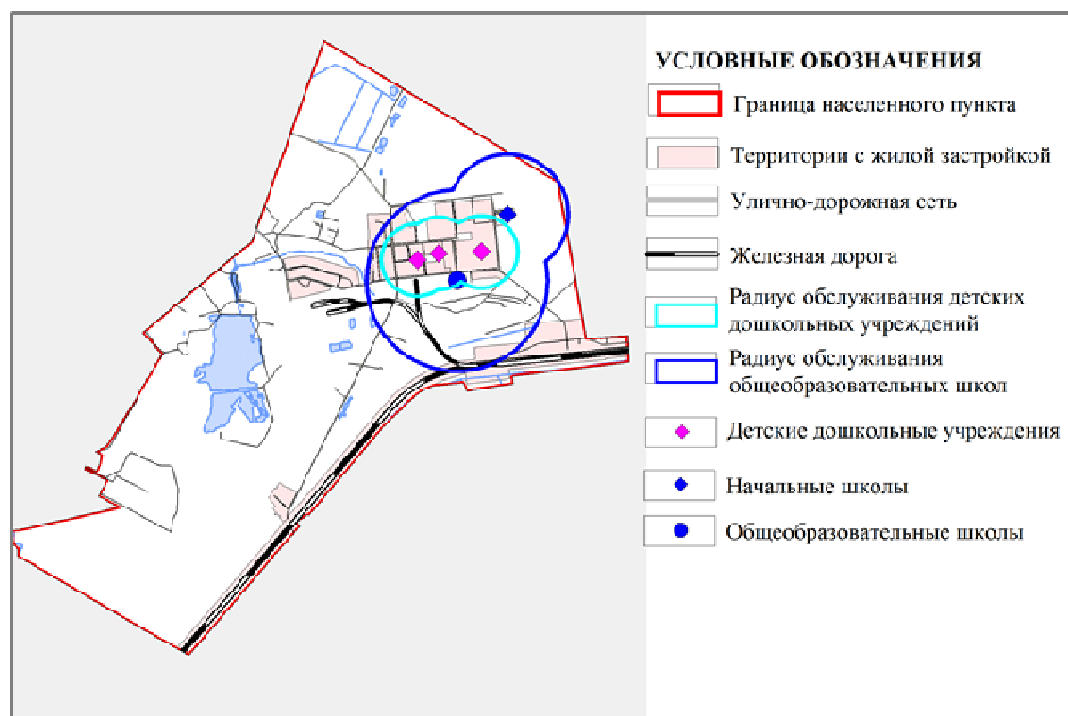 УСЛОВНЫЕ ОБОЗНАЧЕНИЯ
Граница населенного пункта
Территории с жилой застройкой
Улично-дорожная сеть
Железная дорога
Радиус обслуживания детских
дошкольных учреждений
Радиус обслуживания
общеобразовательных школ
Детские дошкольные учреждения
Начальные школы
Общеобразовательные школы